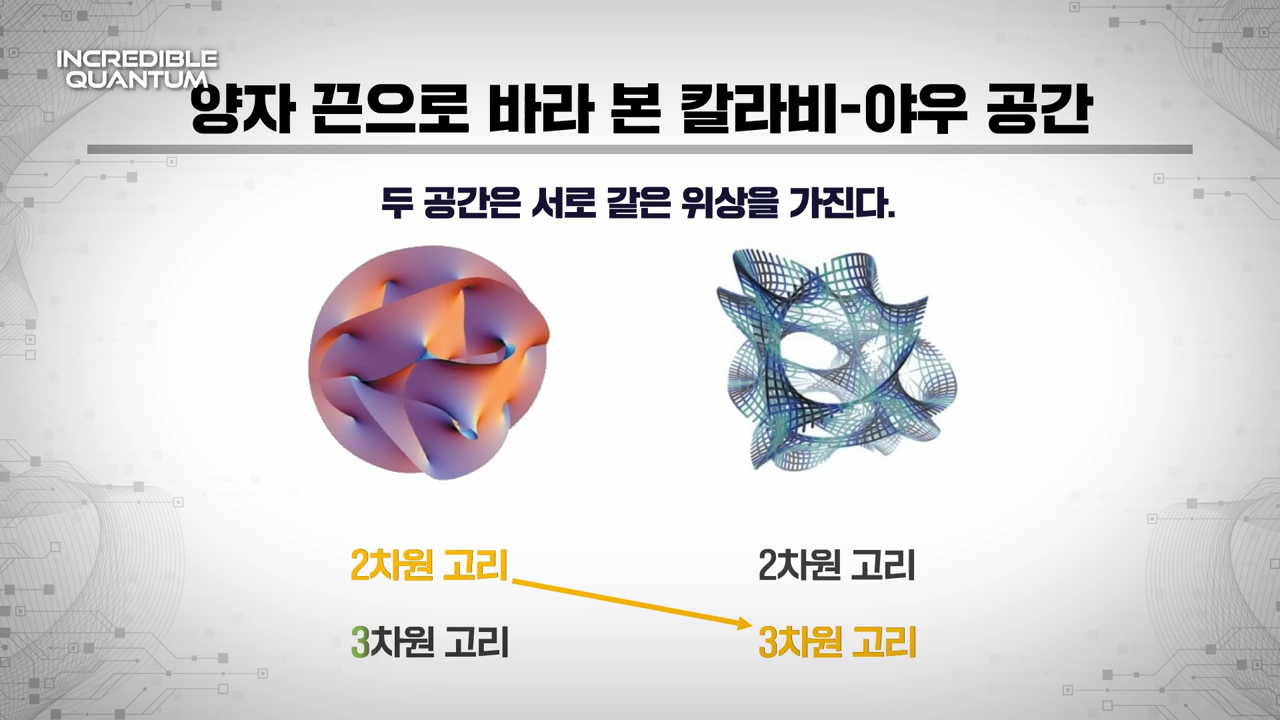 INCREDIBLE
QUANTUM
양자 끈으로 바라 본 칼라비-야우 공간
두 공간은 서로 같은 위상을 가진다.
2차원 고리
2차원 고리
3차원 고리
3차원 고리